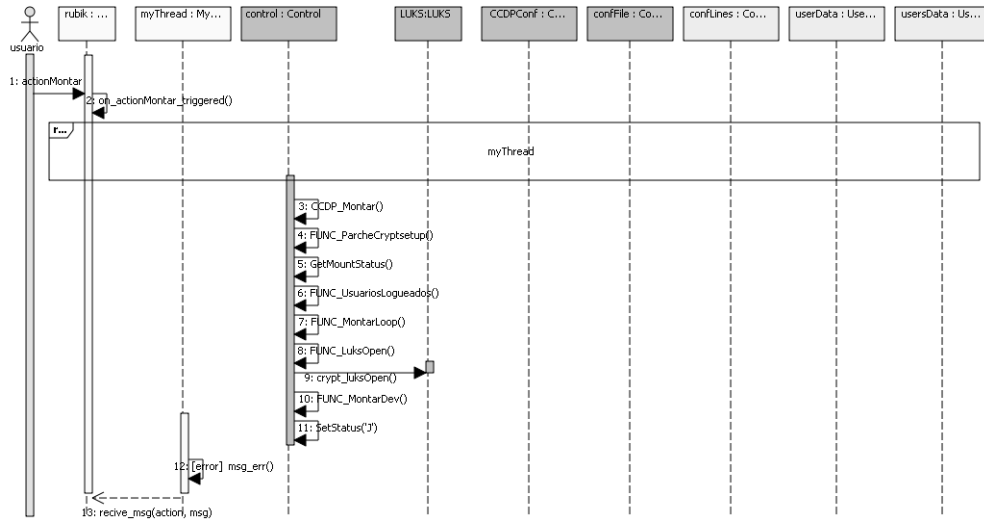 rubik : ...
myThread : My...
control : Control
LUKS:LUKS
CCDPConf : C...
confFile : Co...
confLines : Co...
userData : Use...
usersData : Us...
usuario
1: actionMontar
2: on_actionMontar_triggered()
r...
myThread
3: CCDP_Montar()
4: FUNC_ParcheCryptsetup()
5: GetMountStatus()
6: FUNC_UsuariosLogueados()
7: FUNC_MontarLoop()
8: FUNC_LuksOpen()
9: crypt_luksOpen()
10: FUNC_MontarDev()
11: SetStatus('J')
12: [error] msg_err()
13: recive_msg(action, msg)